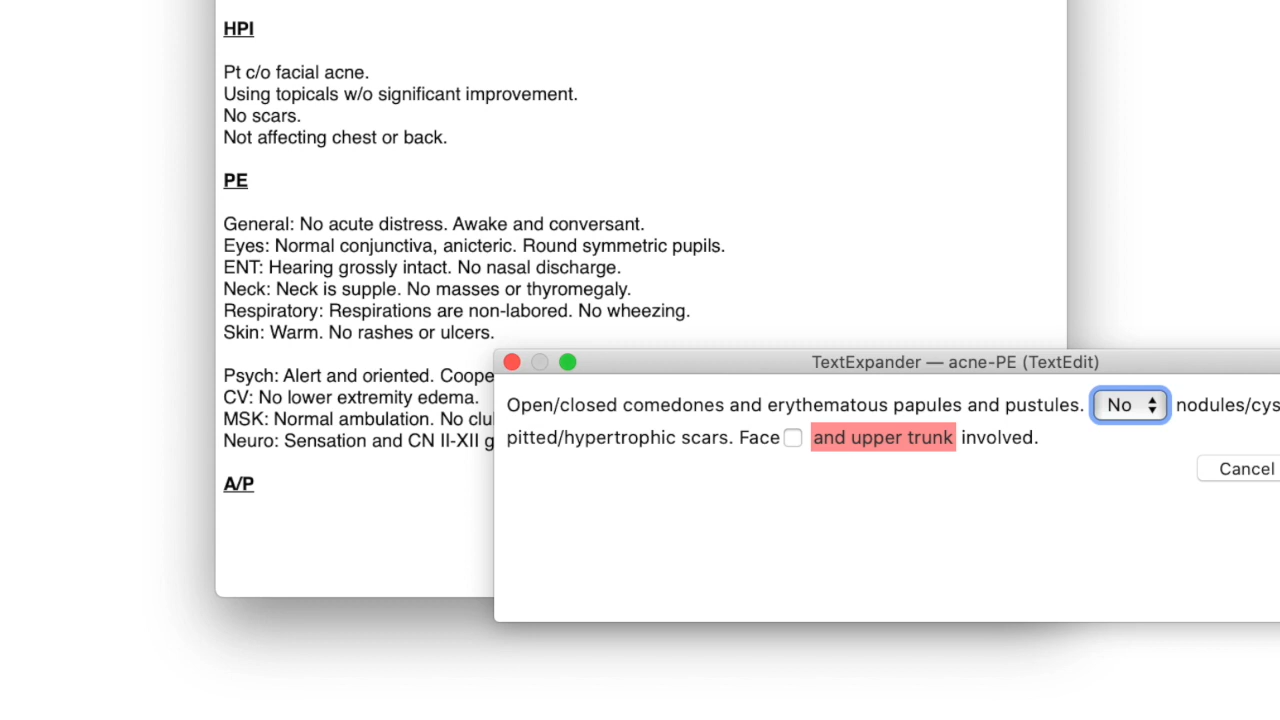 HPI
Pt c/o facial acne.
Using topicals w/o significant improvement.
No scars.
Not affecting chest or back.
PE
General: No acute distress. Awake and conversant.
Eyes: Normal conjunctiva, anicteric. Round symmetric pupils.
ENT: Hearing grossly intact. No nasal discharge.
Neck: Neck is supple. No masses or thyromegaly.
Respiratory: Respirations are non-labored. No wheezing.
Skin: Warm. No rashes or ulcers.
Psych: Alert and oriented. Coope
CV: No lower extremity edema.
MSK: Normal ambulation. No clu
Neuro: Sensation and CN II-XII g
A/P
TextExpander — acne-PE (TextEdit)
Open/closed comedones and erythematous papules and pustules. No nodules/cys
pitted/hypertrophic scars. Face and upper trunk involved.
Cancel